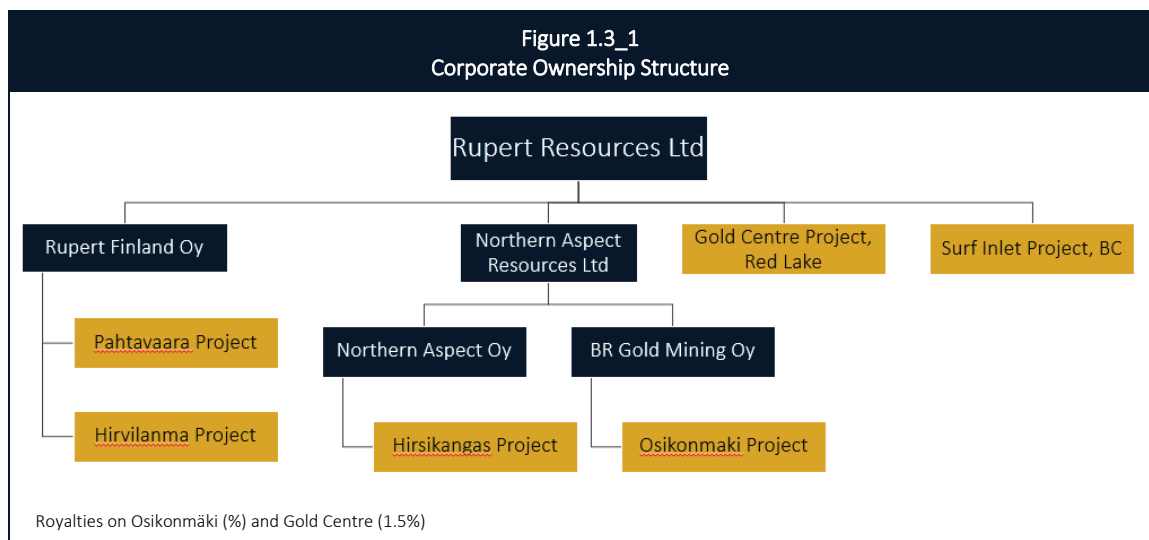 Figure 1.3_1
Corporate Ownership Structure
Rupert Resources Ltd
Rupert Finland Oy
Northern Aspect
Resources Ltd
Gold Centre Project,
Red Lake
Surf Inlet Project, BC
Pahtavaara Project
Northern Aspect Oy
BR Gold Mining Oy
Hirvilanma Project
Hirsikangas Project
Osikonmaki Project
Royalties on Osikonmäki (%) and Gold Centre (1.5%)